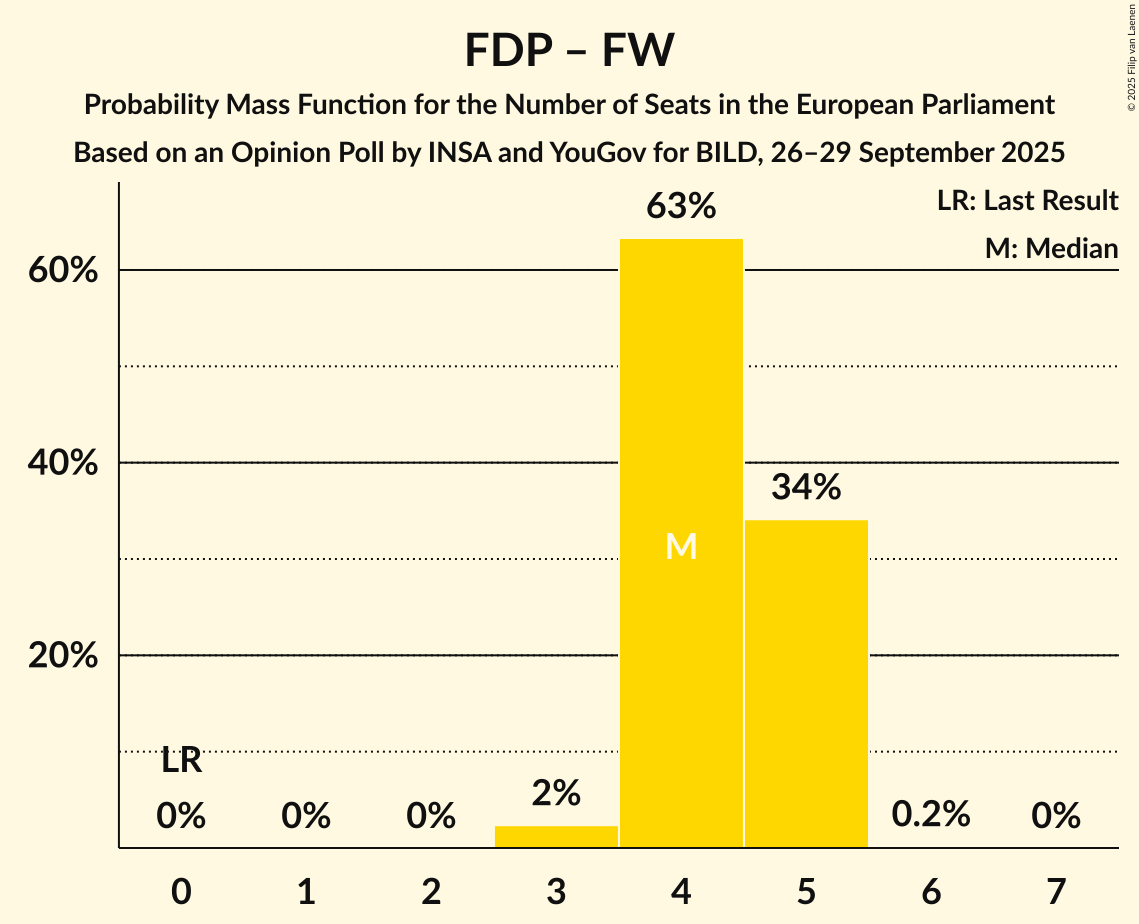 FDP – FW
Probability Mass Function for the Number of Seats in the European Parliament
Based on an Opinion Poll by INSA and YouGov for BILD, 26–29 September 2025
© 2025 Filip van Laenen
LR: Last Result
M: Median
63%
60%
40%
34%
M
20%
LR
0%
0%
0%
2%
0.2%
0%
0
1
2
3
4
5
6
7